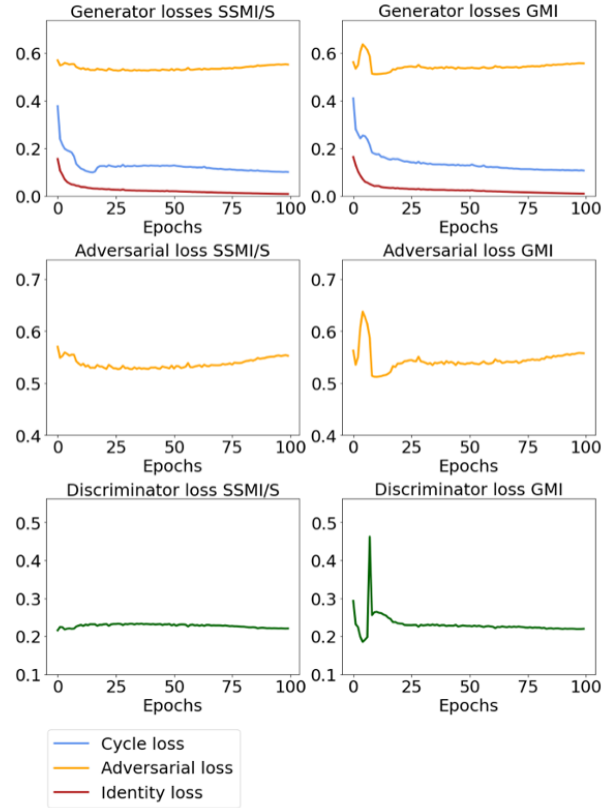 Generator losses SSMI/S
Generator losses GMI
0.6
0.4
0.2
0.0
0 25 50 75 100
Epochs
0.6
0.4
0.2
0.0
0 25 50 75 100
Epochs
Adversarial loss SSMI/S
Adversarial loss GMI
0.7
0.6
0.5
0.4
0 25 50 75 100
Epochs
0.7
0.6
0.5
0.4
0 25 50 75 100
Epochs
Discriminator loss SSMI/S
Discriminator loss GMI
0.5
0.4
0.3
0.2
0.1
0 25 50 75 100
Epochs
0.5
0.4
0.3
0.2
0.1
0 25 50 75 100
Epochs
Cycle loss
Adversarial loss
Identity loss